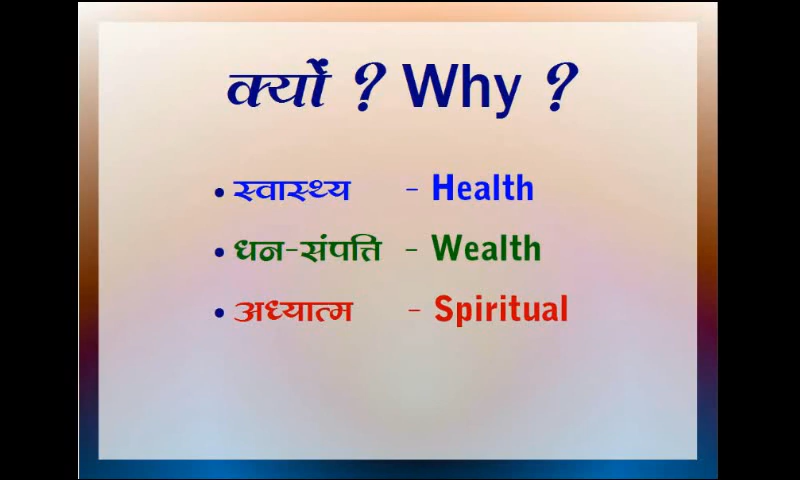 क्यों ? Why ?
• स्वास्थ्य - Health
• धन-संपत्ति - Wealth
• अध्यात्म - Spiritual